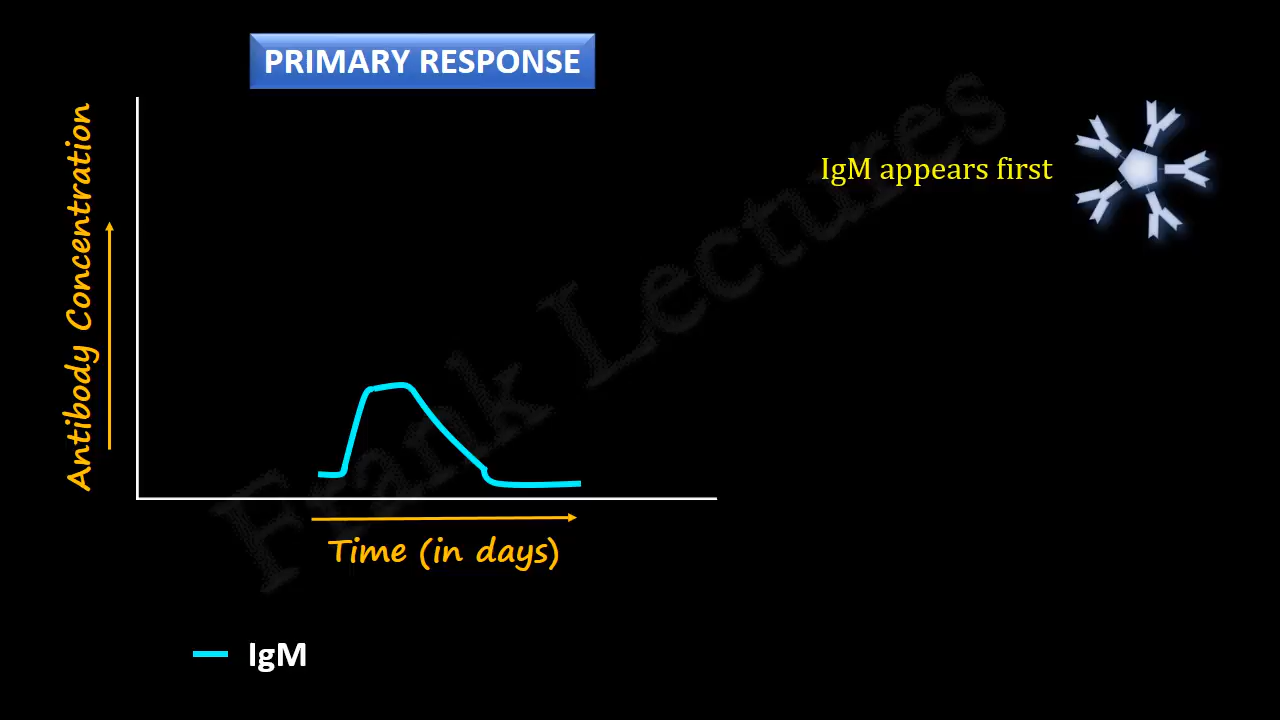 PRIMARY RESPONSE
Antibody Concentration
IgM appears first
Frank Lectures
Time (in days)
IgM